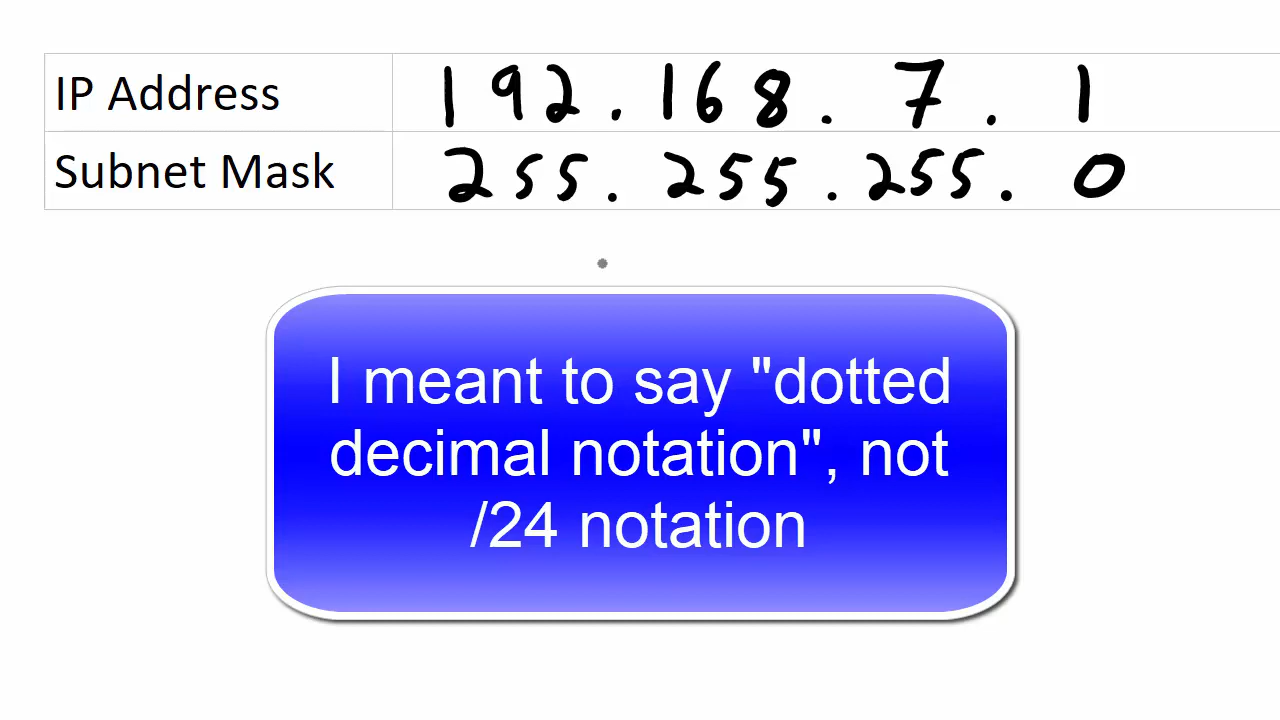 IP Address 192.168.7.1
Subnet Mask 255.255.255.0
I meant to say "dotted
decimal notation", not
/24 notation